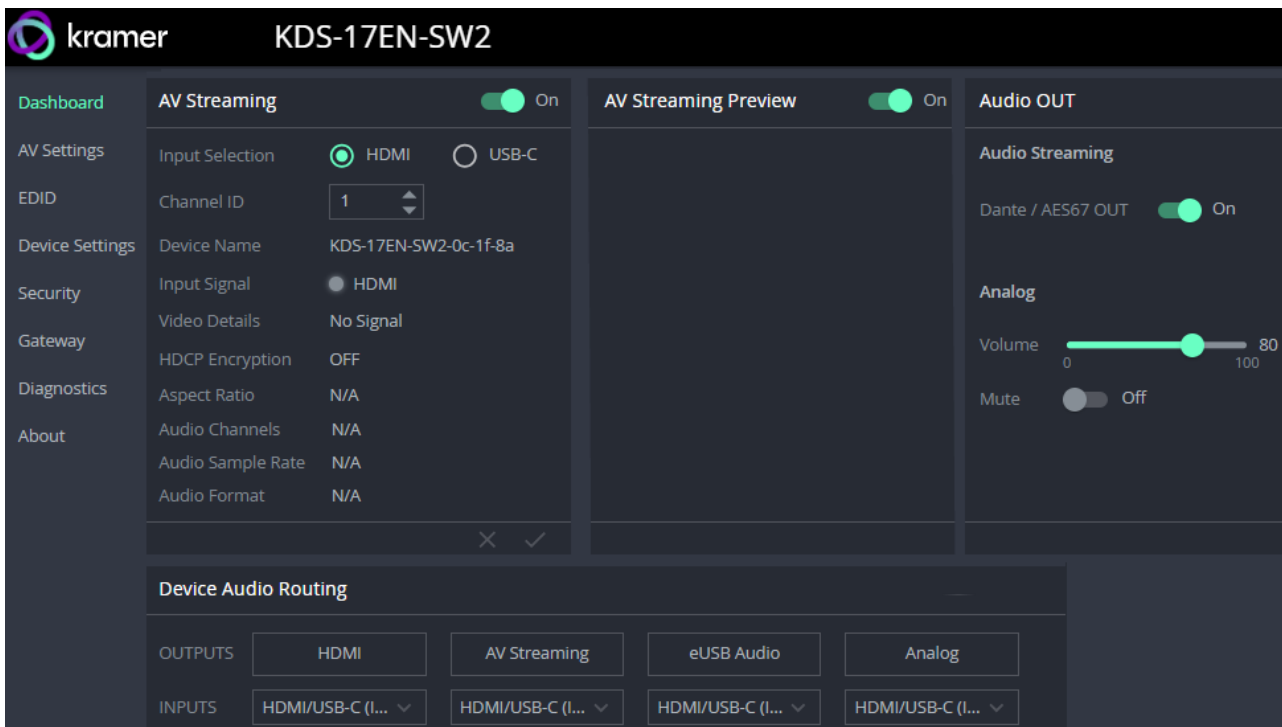 kramer KDS-17EN-SW2
Dashboard
AV Settings
EDID
Device Settings
Security
Gateway
Diagnostics
About
AV Streaming On
Input Selection HDMI USB-C
Channel ID 1
Device Name KDS-17EN-SW2-0c-1f-8a
Input Signal HDMI
Video Details No Signal
HDCP Encryption OFF
Aspect Ratio N/A
Audio Channels N/A
Audio Sample Rate N/A
Audio Format N/A
AV Streaming Preview On
Audio OUT
Audio Streaming
Dante / AES67 OUT On
Analog
Volume 80
0 100
Mute Off
Device Audio Routing
OUTPUTS HDMI AV Streaming eUSB Audio Analog
INPUTS HDMI/USB-C (I... HDMI/USB-C (I... HDMI/USB-C (I... HDMI/USB-C (I...